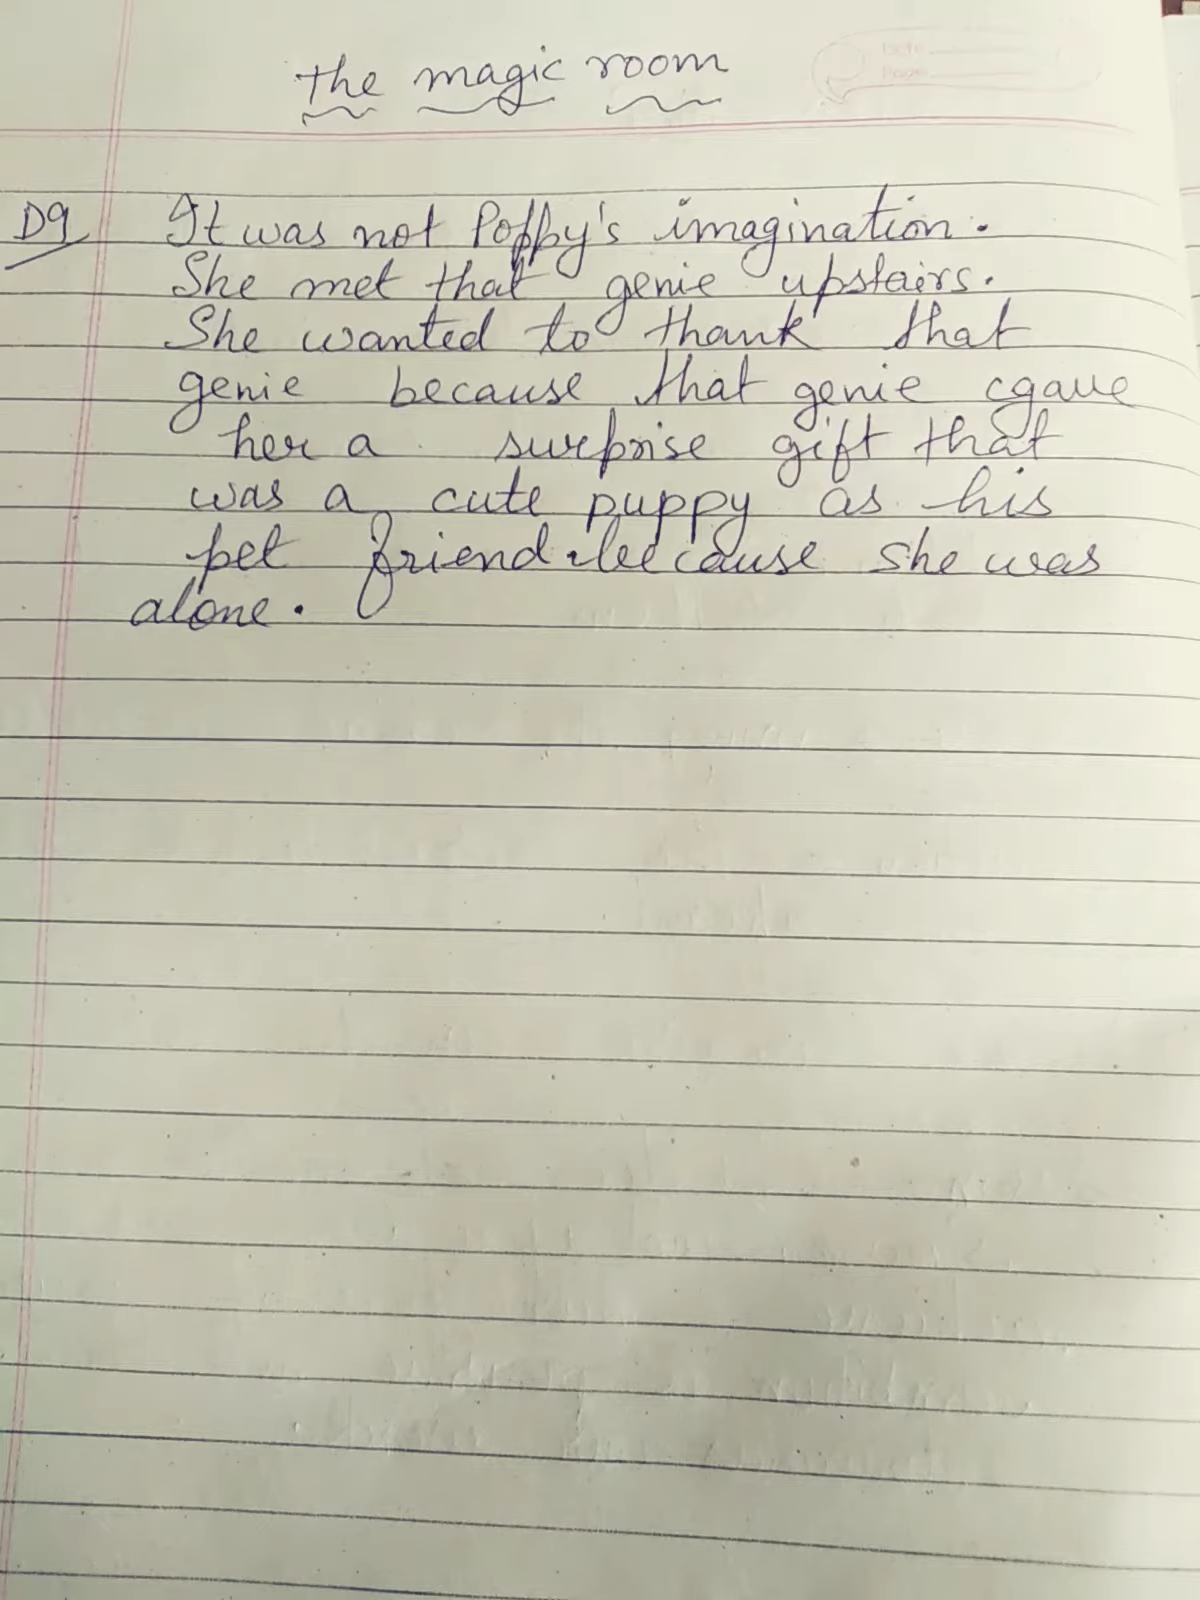 the magic room
Date
Page
D9 It was not Poppy's imagination.
She met that genie upstairs.
She wanted to thank that
genie because that genie gave
her a surprise gift that
was a cute puppy as his
pet friend because she was
alone.